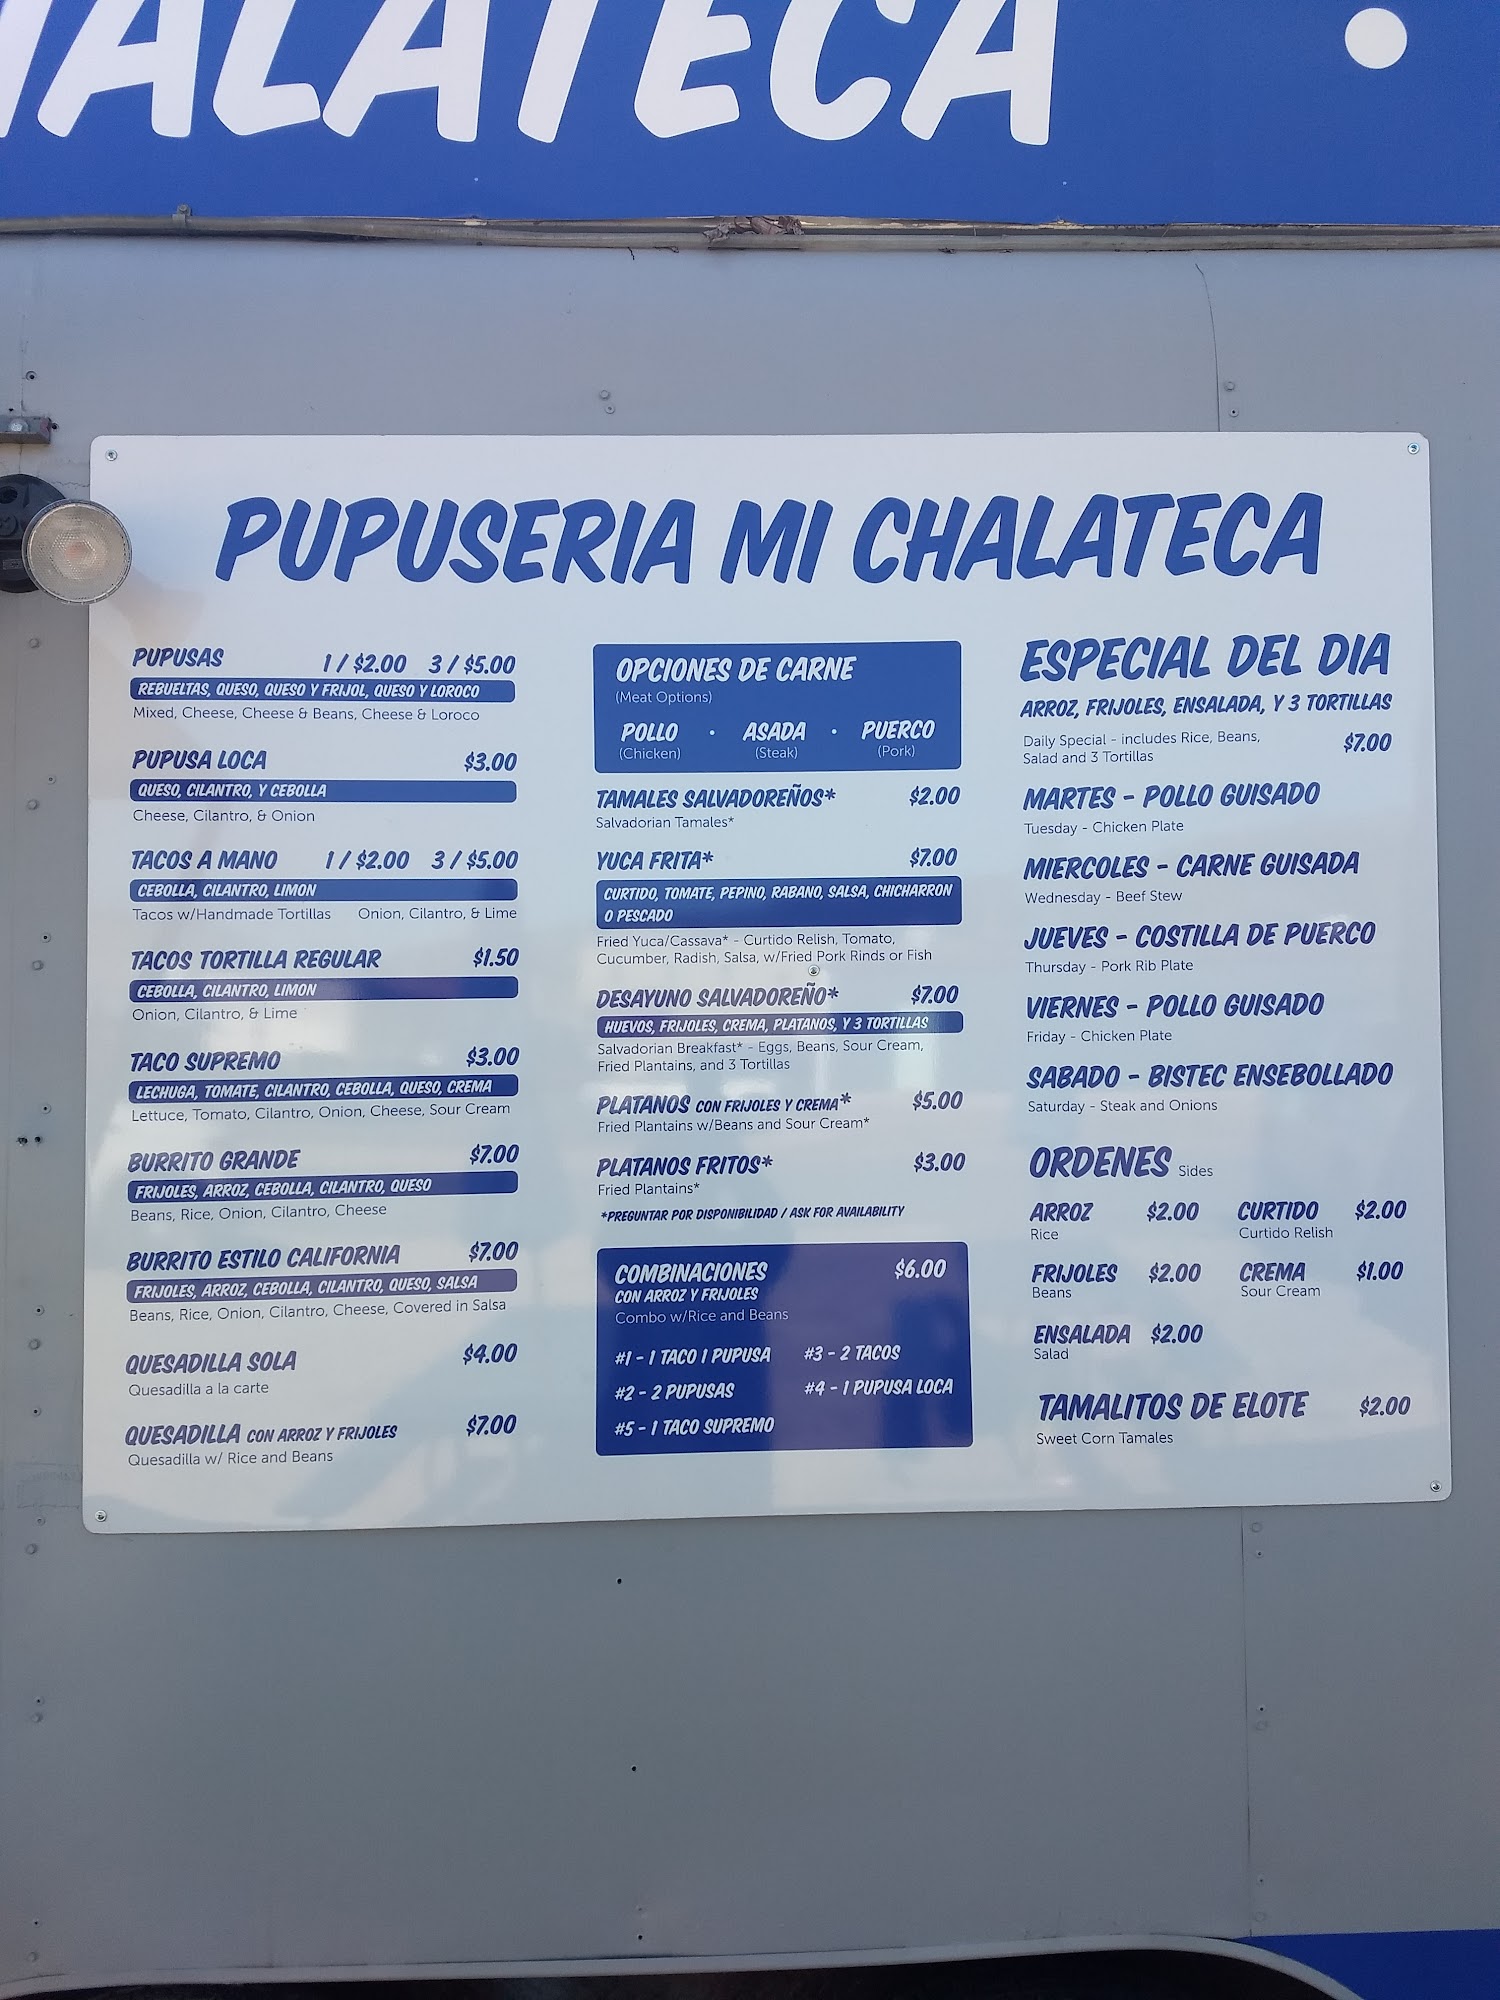 HALATECA
PUPUSERIA MI CHALATECA
PUPUSAS 1 / $2.00 3 / $5.00
REBUELTAS, QUESO, QUESO Y FRIJOL, QUESO Y LOROCO
Mixed, Cheese, Cheese & Beans, Cheese & Loroco
PUPUSA LOCA $3.00
QUESO, CILANTRO, Y CEBOLLA
Cheese, Cilantro, & Onion
TACOS A MANO 1 / $2.00 3 / $5.00
CEBOLLA, CILANTRO, LIMON
Tacos w/Handmade Tortillas Onion, Cilantro, & Lime
TACOS TORTILLA REGULAR $1.50
CEBOLLA, CILANTRO, LIMON
Onion, Cilantro, & Lime
TACO SUPREMO $3.00
LECHUGA, TOMATE, CILANTRO, CEBOLLA, QUESO, CREMA
Lettuce, Tomato, Cilantro, Onion, Cheese, Sour Cream
BURRITO GRANDE $7.00
FRIJOLES, ARROZ, CEBOLLA, CILANTRO, QUESO
Beans, Rice, Onion, Cilantro, Cheese
BURRITO ESTILO CALIFORNIA $7.00
FRIJOLES, ARROZ, CEBOLLA, CILANTRO, QUESO, SALSA
Beans, Rice, Onion, Cilantro, Cheese, Covered in Salsa
QUESADILLA SOLA $4.00
Quesadilla a la carte
QUESADILLA CON ARROZ Y FRIJOLES $7.00
Quesadilla w/ Rice and Beans
OPCIONES DE CARNE
(Meat Options)
POLLO · ASADA · PUERCO
(Chicken) (Steak) (Pork)
TAMALES SALVADOREÑOS* $2.00
Salvadorian Tamales*
YUCA FRITA* $7.00
CURTIDO, TOMATE, PEPINO, RABANO, SALSA, CHICHARRON
O PESCADO
Fried Yuca/Cassava* - Curtido Relish, Tomato,
Cucumber, Radish, Salsa, w/Fried Pork Rinds or Fish
DESAYUNO SALVADOREÑO* $7.00
HUEVOS, FRIJOLES, CREMA, PLATANOS, Y 3 TORTILLAS
Salvadorian Breakfast* - Eggs, Beans, Sour Cream,
Fried Plantains, and 3 Tortillas
PLATANOS CON FRIJOLES Y CREMA* $5.00
Fried Plantains w/Beans and Sour Cream*
PLATANOS FRITOS* $3.00
Fried Plantains*
*PREGUNTAR POR DISPONIBILIDAD / ASK FOR AVAILABILITY
COMBINACIONES $6.00
CON ARROZ Y FRIJOLES
Combo w/Rice and Beans
#1 - 1 TACO 1 PUPUSA #3 - 2 TACOS
#2 - 2 PUPUSAS #4 - 1 PUPUSA LOCA
#5 - 1 TACO SUPREMO
ESPECIAL DEL DIA
ARROZ, FRIJOLES, ENSALADA, Y 3 TORTILLAS
Daily Special - includes Rice, Beans, $7.00
Salad and 3 Tortillas
MARTES - POLLO GUISADO
Tuesday - Chicken Plate
MIERCOLES - CARNE GUISADA
Wednesday - Beef Stew
JUEVES - COSTILLA DE PUERCO
Thursday - Pork Rib Plate
VIERNES - POLLO GUISADO
Friday - Chicken Plate
SABADO - BISTEC ENSEBOLLADO
Saturday - Steak and Onions
ORDENES Sides
ARROZ $2.00 CURTIDO $2.00
Rice Curtido Relish
FRIJOLES $2.00 CREMA $1.00
Beans Sour Cream
ENSALADA $2.00
Salad
TAMALITOS DE ELOTE $2.00
Sweet Corn Tamales